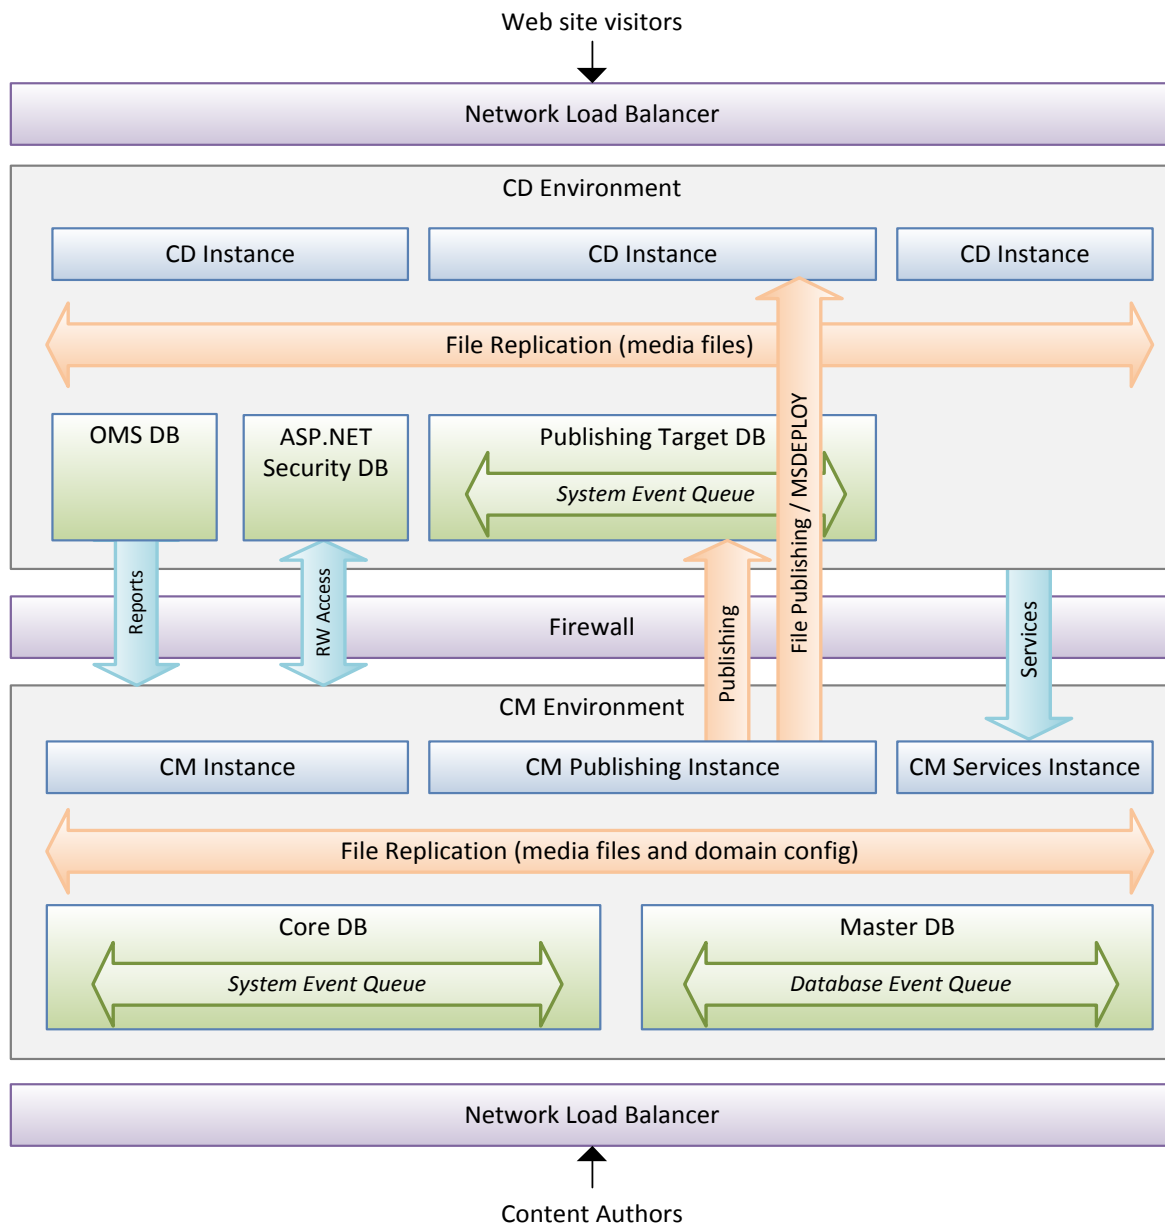 Web site visitors
Network Load Balancer
CD Environment
CD Instance
CD Instance
CD Instance
File Replication (media files)
OMS DB
ASP.NET
Security DB
Publishing Target DB
System Event Queue
File Publishing / MSDEPLOY
Reports
RW Access
Firewall
Publishing
Services
CM Environment
CM Instance
CM Publishing Instance
CM Services Instance
File Replication (media files and domain config)
Core DB
System Event Queue
Master DB
Database Event Queue
Network Load Balancer
Content Authors